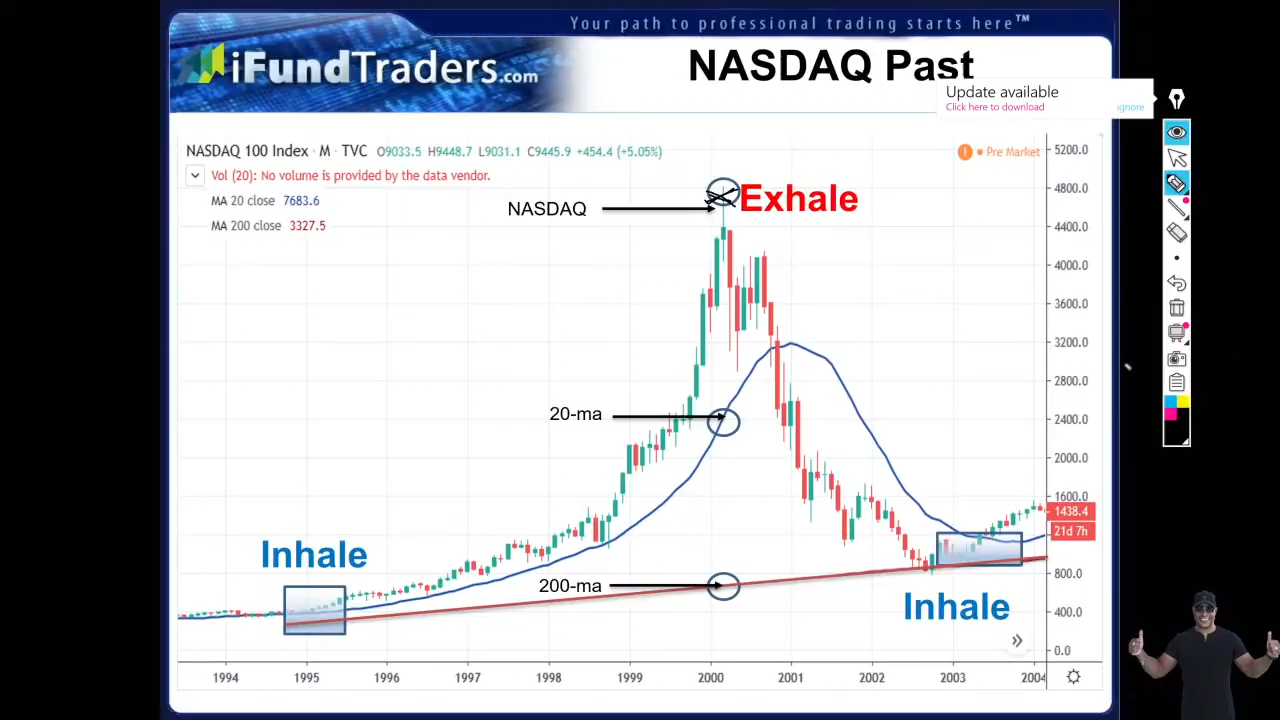 Your path to professional trading starts here™
iFundTraders.com
NASDAQ Past
Update available
Click here to download
ignore
NASDAQ 100 Index · M · TVC O9033.5 H9448.7 L9031.1 C9445.9 +454.4 (+5.05%)
Pre Market
Vol (20): No volume is provided by the data vendor.
MA 20 close 7683.6
MA 200 close 3327.5
NASDAQ
Exhale
20-ma
200-ma
Inhale
Inhale
5200.0
4800.0
4400.0
4000.0
3600.0
3200.0
2800.0
2400.0
2000.0
1600.0
1438.4
21d 7h
800.0
400.0
0.0
1994 1995 1996 1997 1998 1999 2000 2001 2002 2003 2004